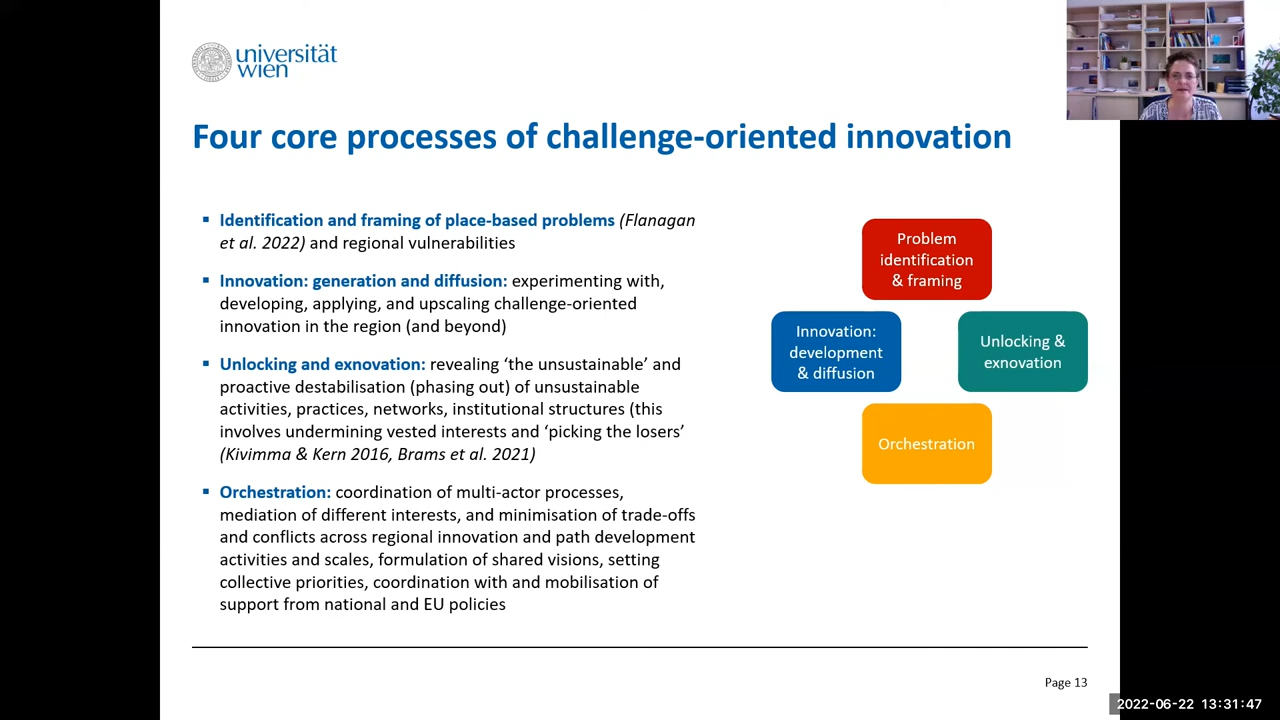 universität
wien
Four core processes of challenge-oriented innovation
▪ Identification and framing of place-based problems (Flanagan
et al. 2022) and regional vulnerabilities
▪ Innovation: generation and diffusion: experimenting with,
developing, applying, and upscaling challenge-oriented
innovation in the region (and beyond)
▪ Unlocking and exnovation: revealing ‘the unsustainable’ and
proactive destabilisation (phasing out) of unsustainable
activities, practices, networks, institutional structures (this
involves undermining vested interests and ‘picking the losers’
(Kivimma & Kern 2016, Brams et al. 2021)
▪ Orchestration: coordination of multi-actor processes,
mediation of different interests, and minimisation of trade-offs
and conflicts across regional innovation and path development
activities and scales, formulation of shared visions, setting
collective priorities, coordination with and mobilisation of
support from national and EU policies
Problem
identification
& framing
Innovation:
development
& diffusion
Unlocking &
exnovation
Orchestration
Page 13
2022-06-22 13:31:47